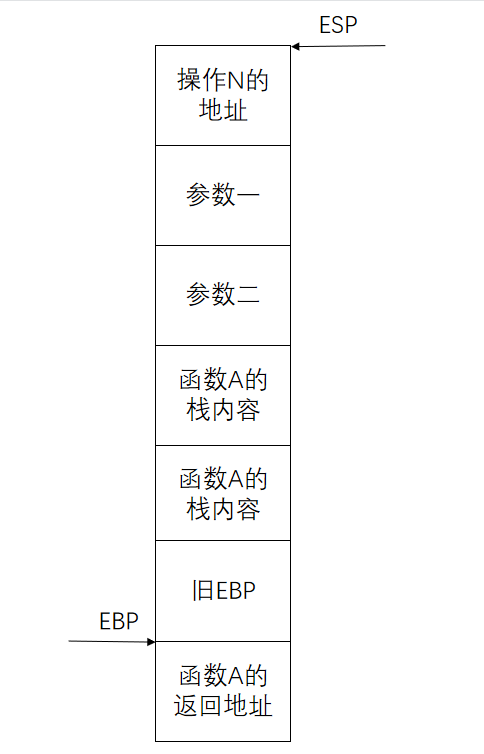 ESP
操作N的
地址
参数一
参数二
函数A的
栈内容
函数A的
栈内容
旧EBP
EBP
函数A的
返回地址